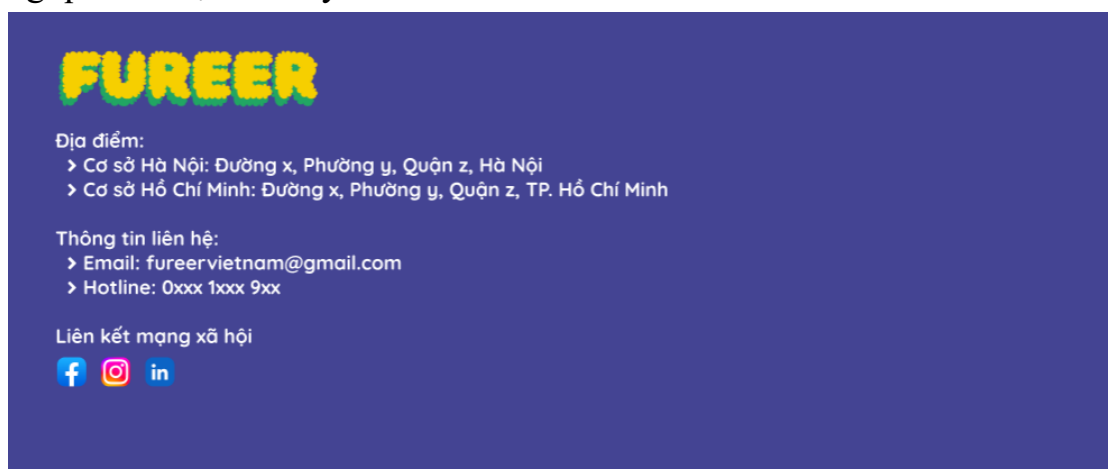 FUREER
Địa điểm:
> Cơ sở Hà Nội: Đường x, Phường y, Quận z, Hà Nội
> Cơ sở Hồ Chí Minh: Đường x, Phường y, Quận z, TP. Hồ Chí Minh
Thông tin liên hệ:
> Email: fureervietnam@gmail.com
> Hotline: 0xxx 1xxx 9xx
Liên kết mạng xã hội
f in